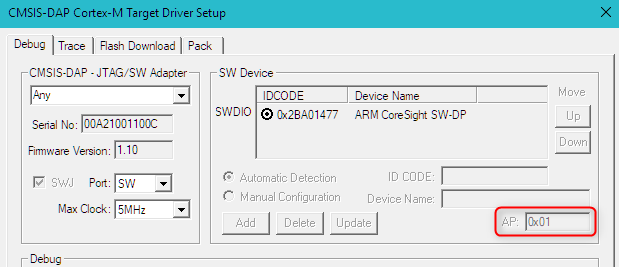 CMSIS-DAP Cortex-M Target Driver Setup
Debug Trace Flash Download Pack
CMSIS-DAP - JTAG/SW Adapter
Any
Serial No: 00A21001100C
Firmware Version: 1.10
SWJ Port: SW
Max Clock: 5MHz
SW Device
IDCODE Device Name Move
SWDIO 0x2BA01477 ARM CoreSight SW-DP Up
Down
Automatic Detection ID CODE:
Manual Configuration Device Name:
Add Delete Update AP: 0x01
Debug